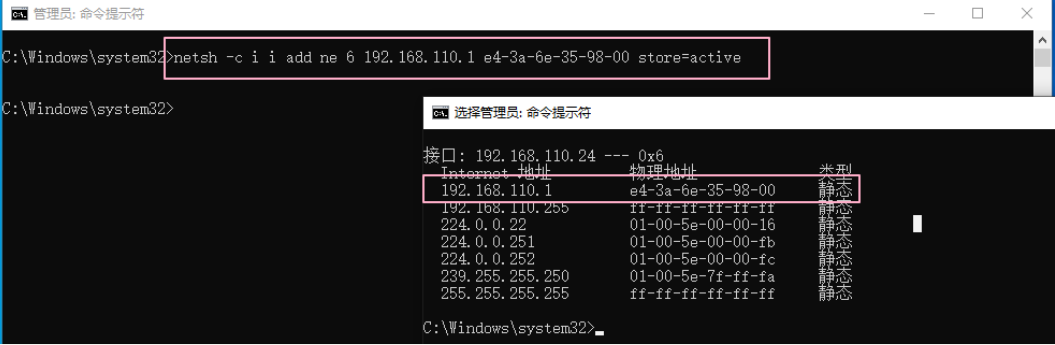 管理员: 命令提示符
C:\Windows\system32>netsh -c i i add ne 6 192.168.110.1 e4-3a-6e-35-98-00 store=active
C:\Windows\system32>
选择管理员: 命令提示符
接口: 192.168.110.24 --- 0x6
Internet 地址 物理地址 类型
192.168.110.1 e4-3a-6e-35-98-00 静态
192.168.110.255 ff-ff-ff-ff-ff-ff 静态
224.0.0.22 01-00-5e-00-00-16 静态
224.0.0.251 01-00-5e-00-00-fb 静态
224.0.0.252 01-00-5e-00-00-fc 静态
239.255.255.250 01-00-5e-7f-ff-fa 静态
255.255.255.255 ff-ff-ff-ff-ff-ff 静态
C:\Windows\system32>